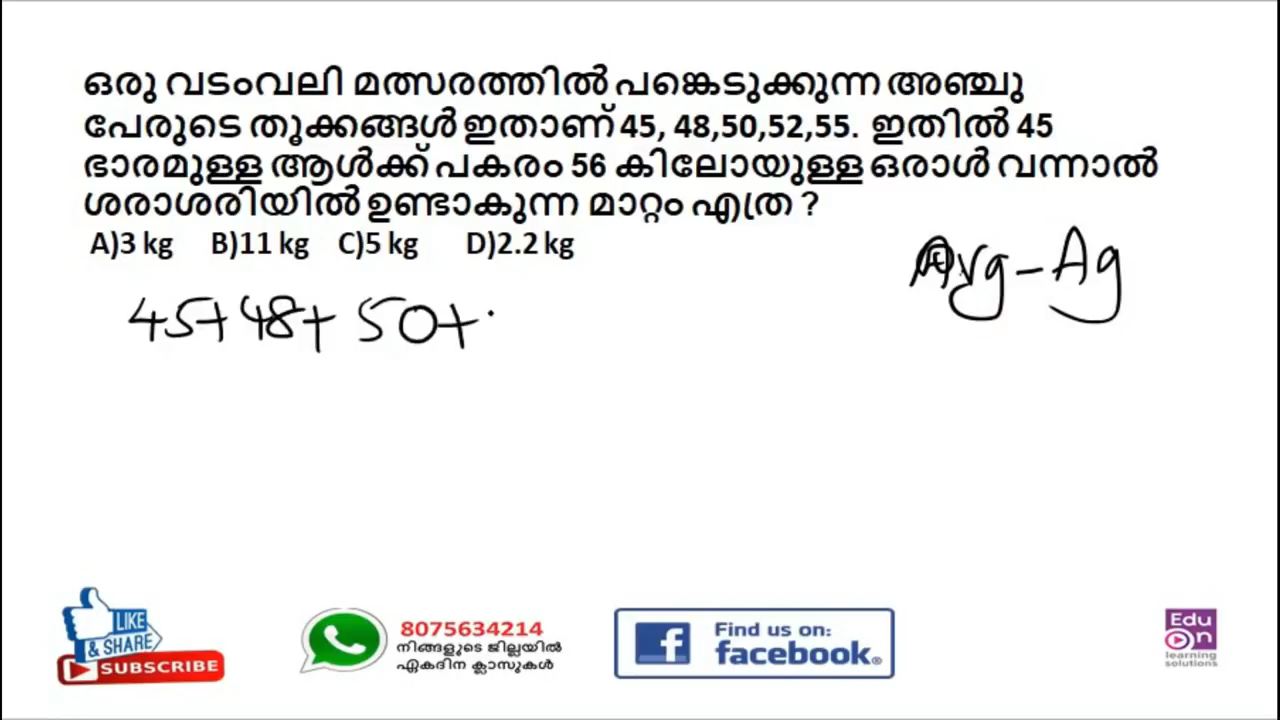 ഒരു വടംവലി മത്സരത്തിൽ പങ്കെടുക്കുന്ന അഞ്ചു
പേരുടെ തൂക്കങ്ങൾ ഇതാണ് 45, 48,50,52,55. ഇതിൽ 45
ഭാരമുള്ള ആൾക്ക് പകരം 56 കിലോയുള്ള ഒരാൾ വന്നാൽ
ശരാശരിയിൽ ഉണ്ടാകുന്ന മാറ്റം എത്ര ?
A)3 kg B)11 kg C)5 kg D)2.2 kg
Avg - Ag
45+48+ 50+
LIKE
& SHARE
SUBSCRIBE
8075634214
നിങ്ങളുടെ ജില്ലയിൽ
ഏകദിന ക്ലാസുകൾ
Find us on:
facebook®
Edu
On
learning
solutions